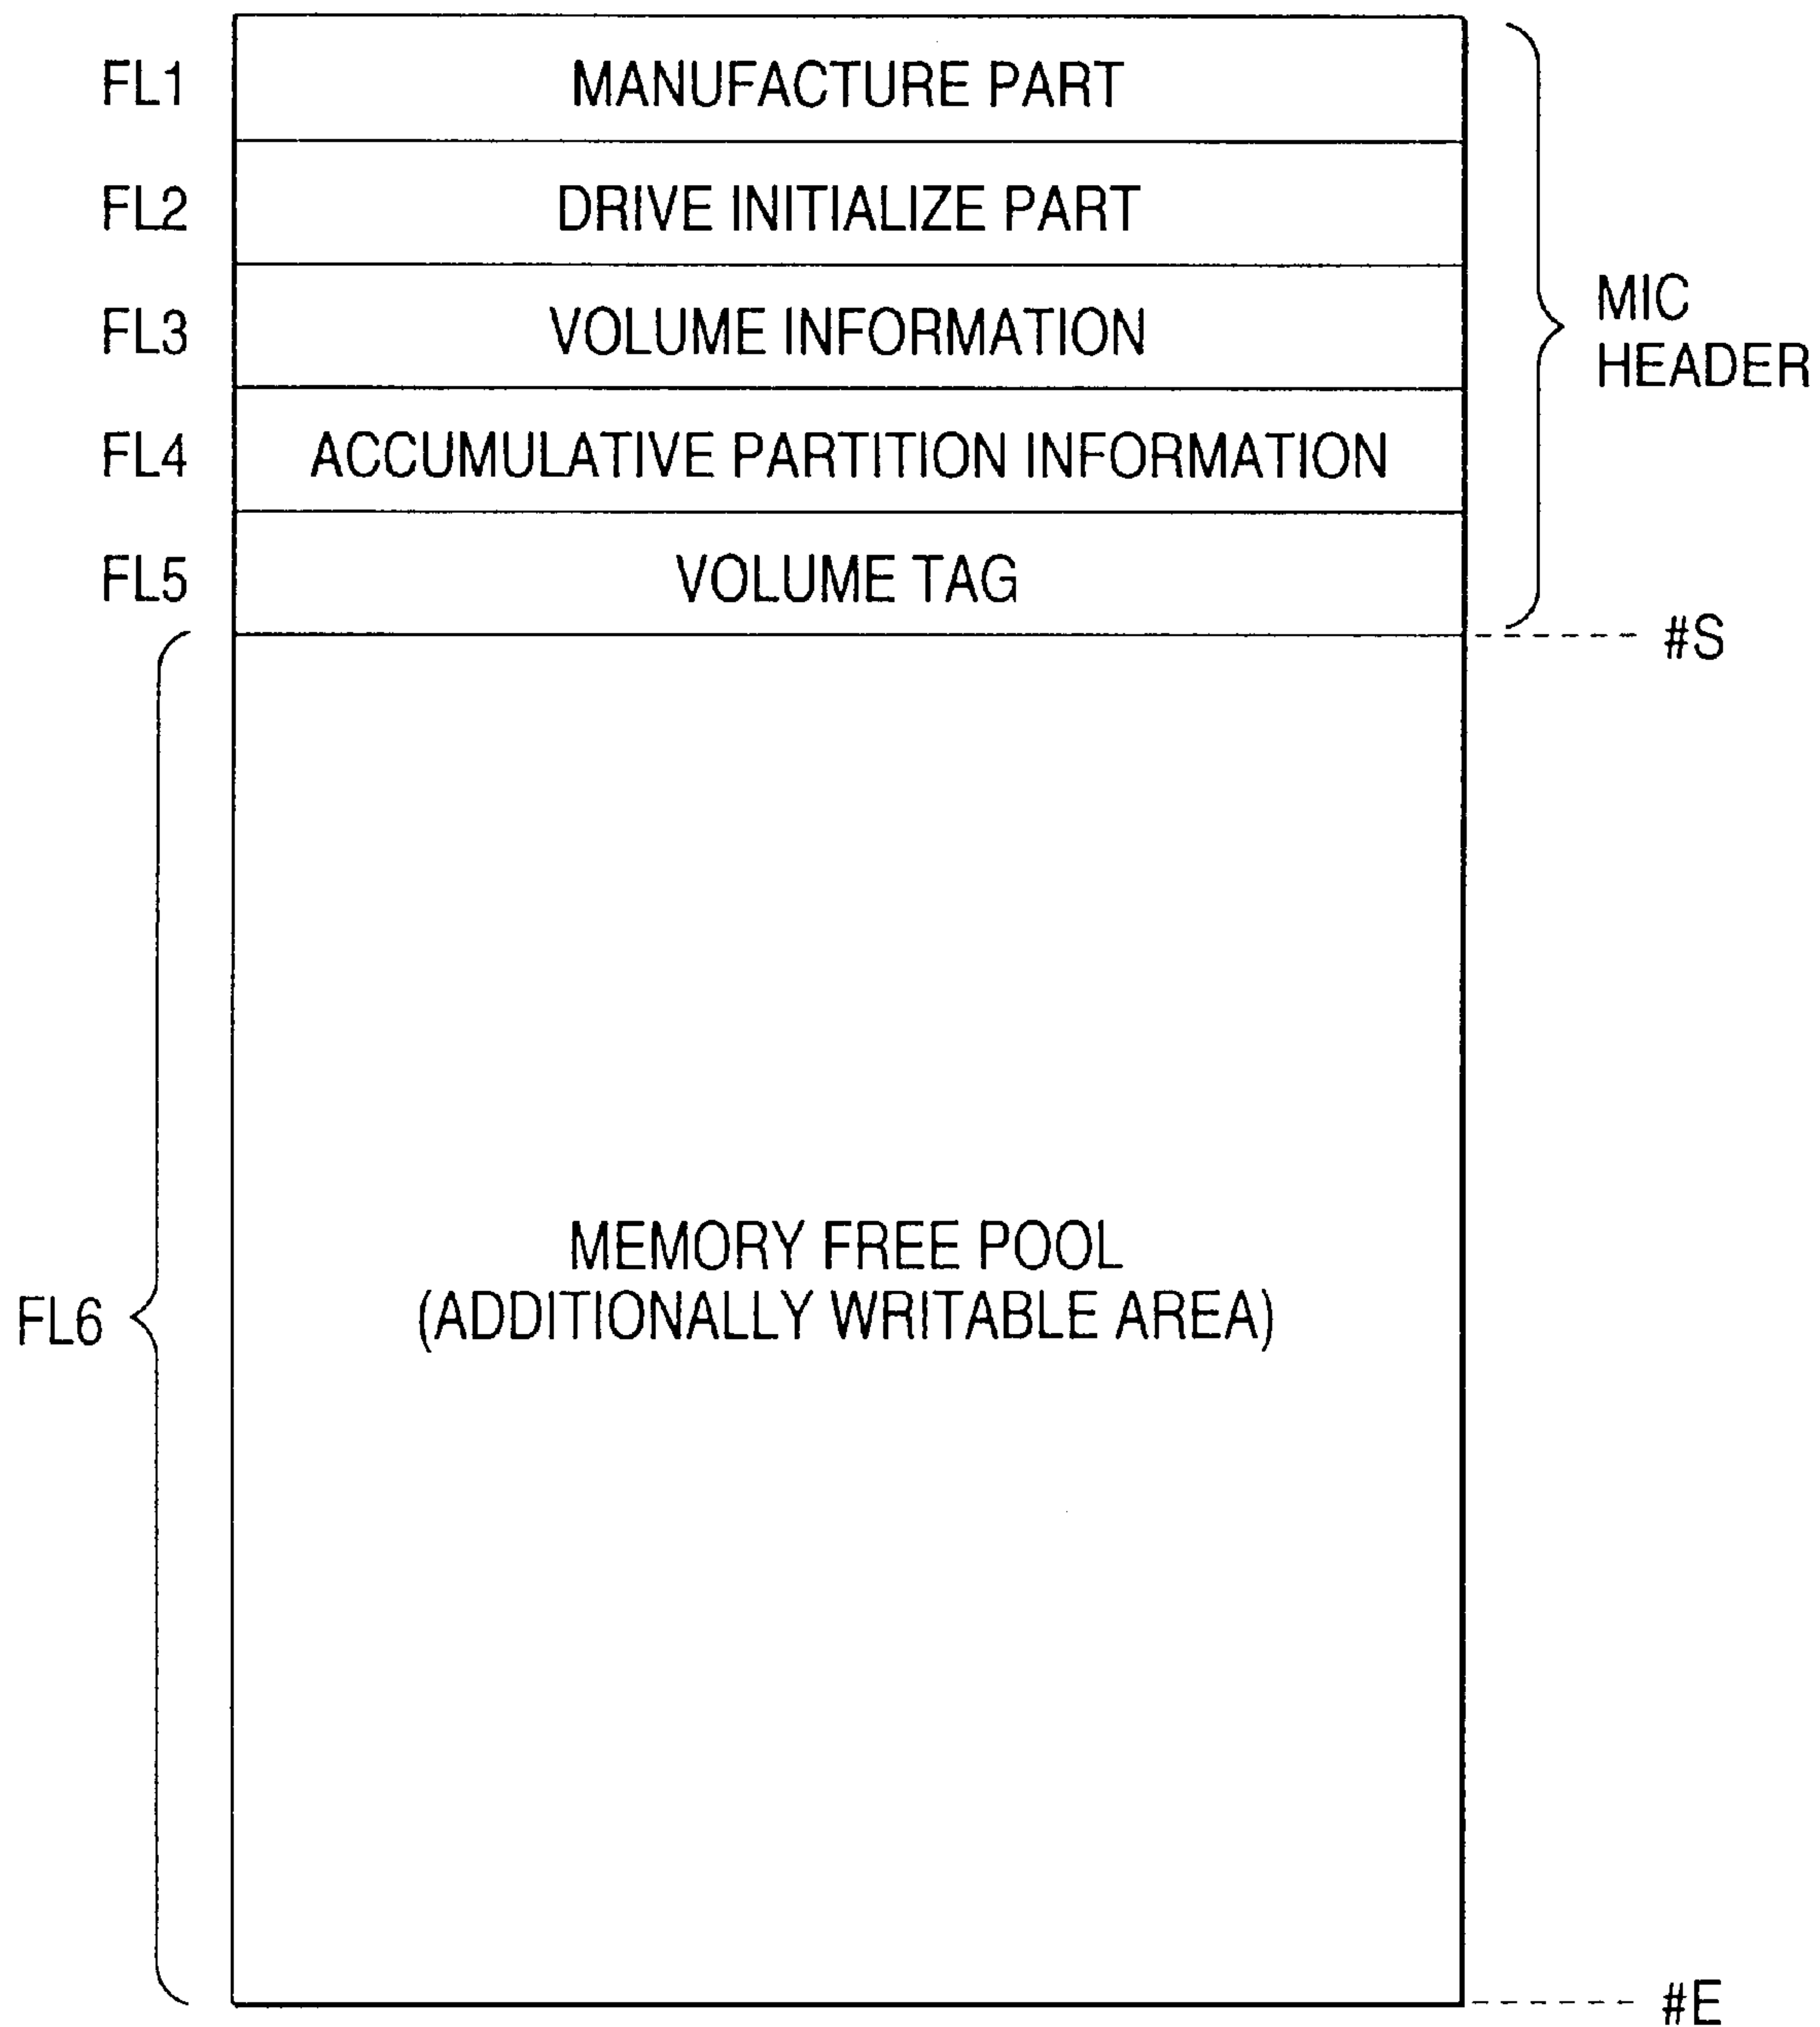 FL1 MANUFACTURE PART
FL2 DRIVE INITIALIZE PART
FL3 VOLUME INFORMATION
MIC
HEADER
FL4 ACCUMULATIVE PARTITION INFORMATION
FL5 VOLUME TAG
#S
MEMORY FREE POOL
(ADDITIONALLY WRITABLE AREA)
FL6
#E